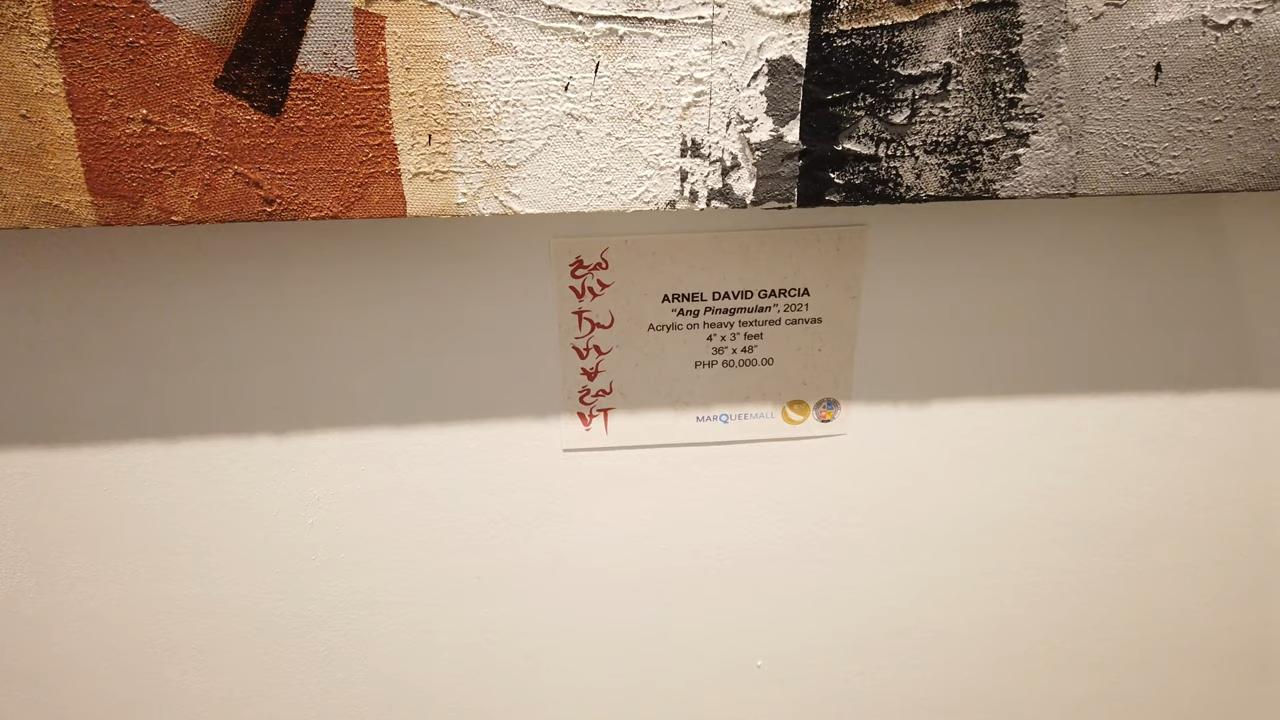 ARNEL DAVID GARCIA
"Ang Pinagmulan", 2021
Acrylic on heavy textured canvas
4" x 3" feet
36" x 48"
PHP 60,000.00
MARQUEEMALL